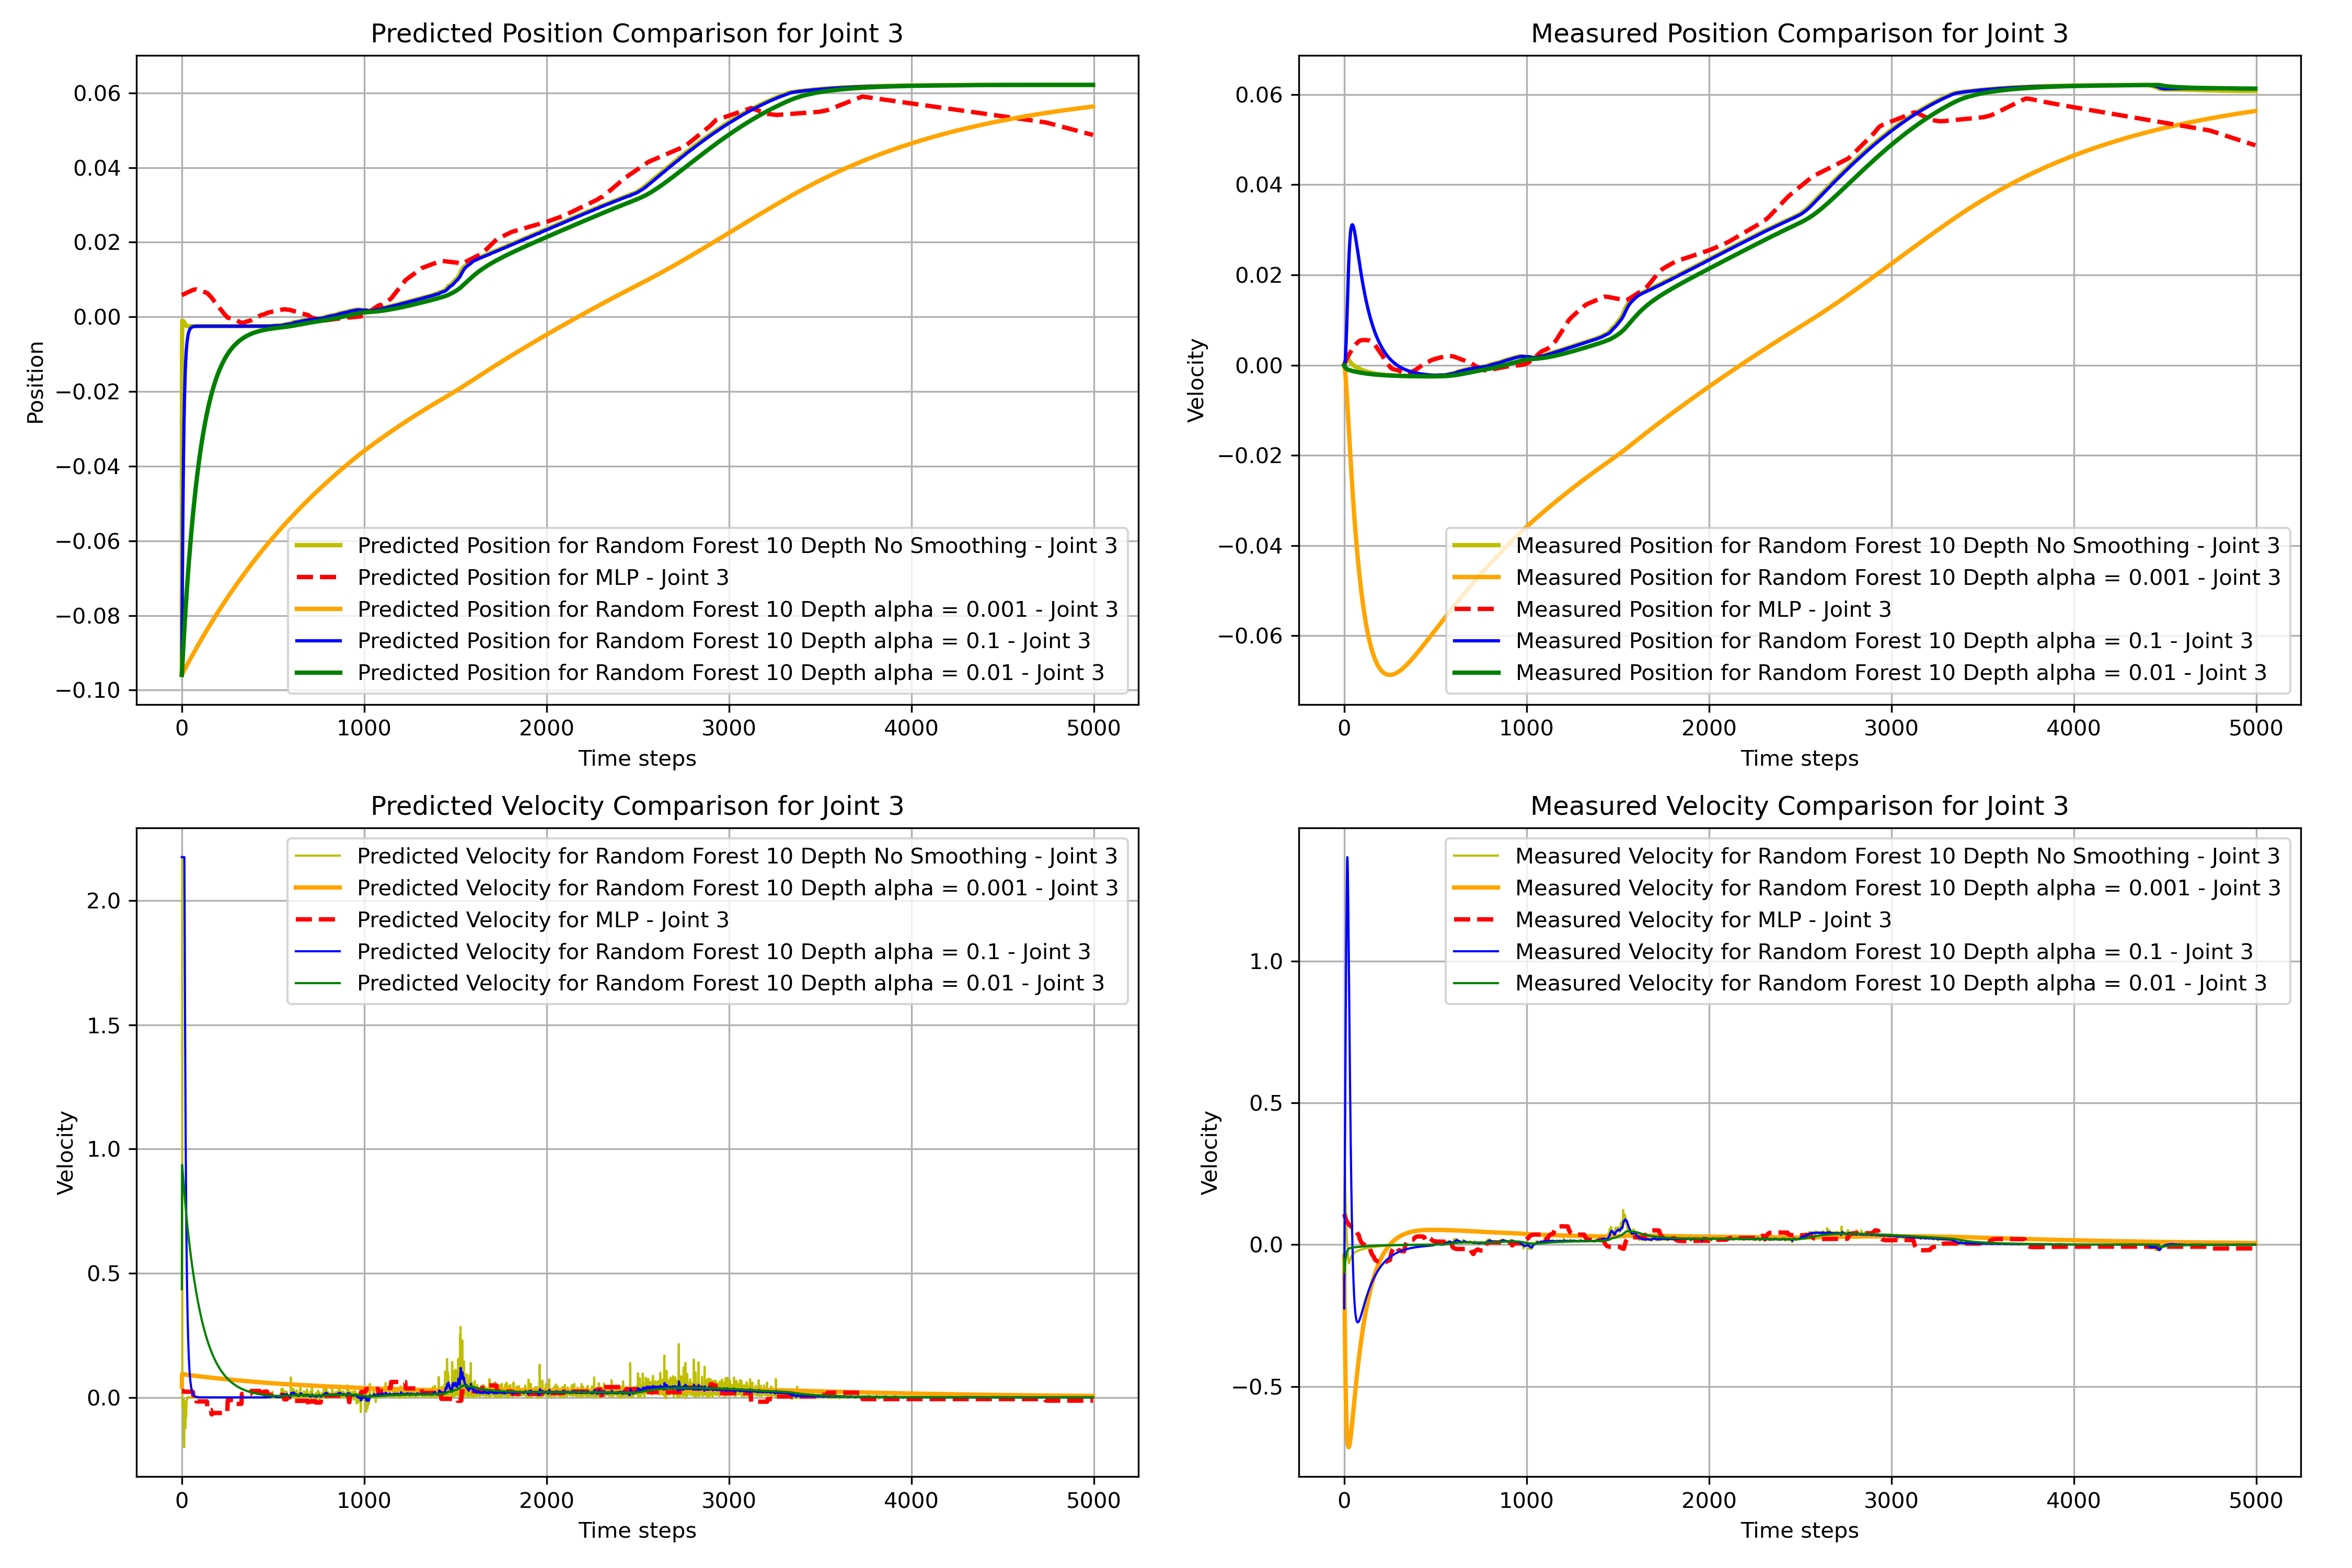 Predicted Position Comparison for Joint 3
Position
0.06
0.04
0.02
0.00
−0.02
−0.04
−0.06
−0.08
−0.10
Predicted Position for Random Forest 10 Depth No Smoothing - Joint 3
Predicted Position for MLP - Joint 3
Predicted Position for Random Forest 10 Depth alpha = 0.001 - Joint 3
Predicted Position for Random Forest 10 Depth alpha = 0.1 - Joint 3
Predicted Position for Random Forest 10 Depth alpha = 0.01 - Joint 3
0 1000 2000 3000 4000 5000
Time steps
Measured Position Comparison for Joint 3
Velocity
0.06
0.04
0.02
0.00
−0.02
−0.04
−0.06
Measured Position for Random Forest 10 Depth No Smoothing - Joint 3
Measured Position for Random Forest 10 Depth alpha = 0.001 - Joint 3
Measured Position for MLP - Joint 3
Measured Position for Random Forest 10 Depth alpha = 0.1 - Joint 3
Measured Position for Random Forest 10 Depth alpha = 0.01 - Joint 3
0 1000 2000 3000 4000 5000
Time steps
Predicted Velocity Comparison for Joint 3
Velocity
2.0
1.5
1.0
0.5
0.0
Predicted Velocity for Random Forest 10 Depth No Smoothing - Joint 3
Predicted Velocity for Random Forest 10 Depth alpha = 0.001 - Joint 3
Predicted Velocity for MLP - Joint 3
Predicted Velocity for Random Forest 10 Depth alpha = 0.1 - Joint 3
Predicted Velocity for Random Forest 10 Depth alpha = 0.01 - Joint 3
0 1000 2000 3000 4000 5000
Time steps
Measured Velocity Comparison for Joint 3
Velocity
1.0
0.5
0.0
−0.5
Measured Velocity for Random Forest 10 Depth No Smoothing - Joint 3
Measured Velocity for Random Forest 10 Depth alpha = 0.001 - Joint 3
Measured Velocity for MLP - Joint 3
Measured Velocity for Random Forest 10 Depth alpha = 0.1 - Joint 3
Measured Velocity for Random Forest 10 Depth alpha = 0.01 - Joint 3
0 1000 2000 3000 4000 5000
Time steps